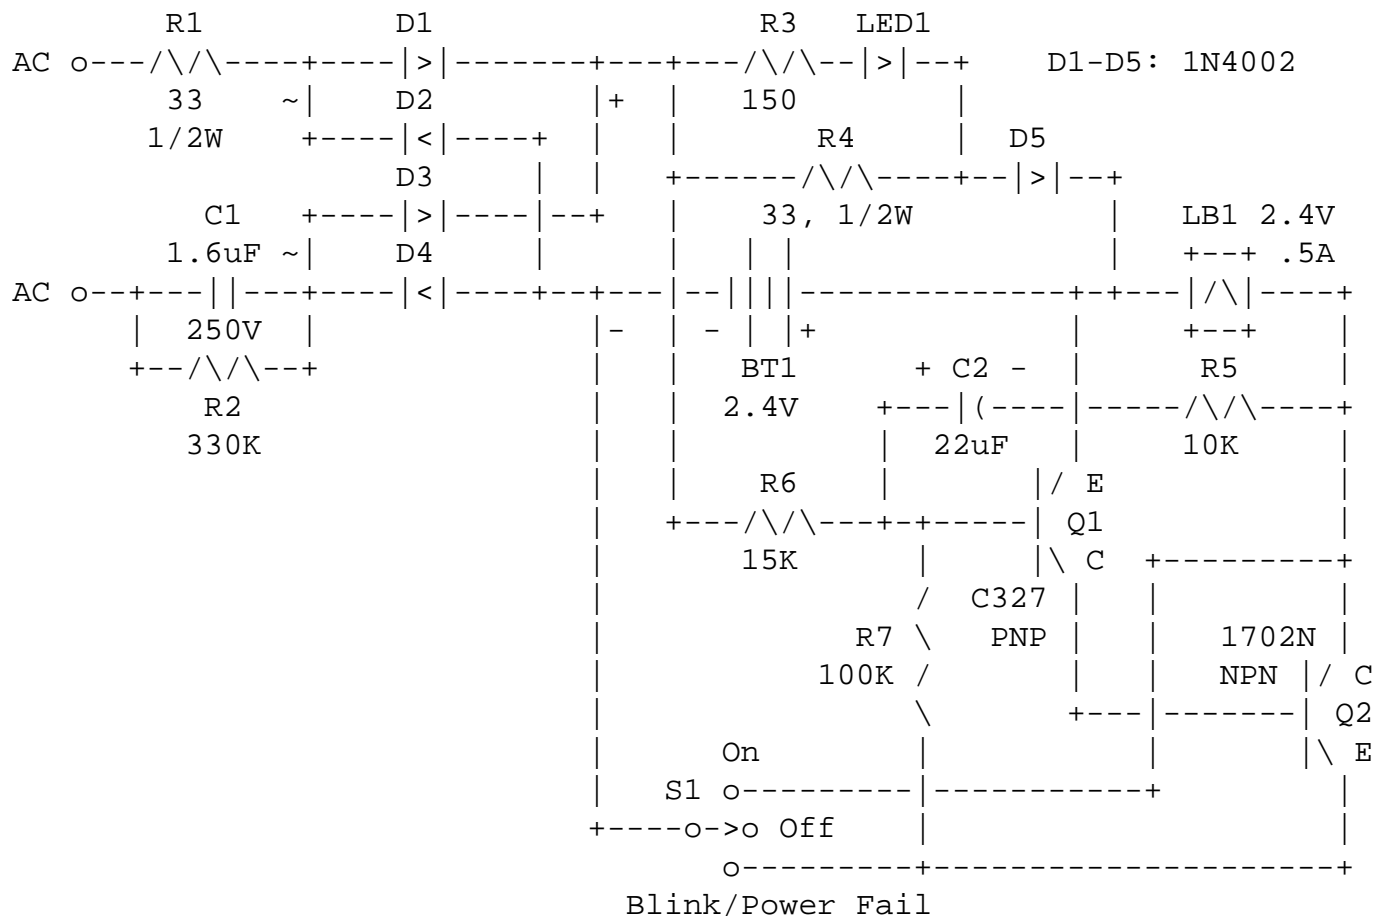 R1 D1 R3 LED1
AC o---/\/\----+----|>|-------+---+---/\/\--|>|--+ D1-D5: 1N4002
33 ~| D2 |+ | 150 |
1/2W +----|<|----+ | | R4 | D5
D3 | | +------/\/\----+--|>|--+
C1 +----|>|----|--+ | 33, 1/2W | LB1 2.4V
1.6uF ~| D4 | | | | | +--+ .5A
AC o--+---||---+----|<|----+--+---|--||||---------------+-+---|/\|----+
| 250V | |- | - | |+ | +--+ |
+--/\/\--+ | | BT1 + C2 - | R5 |
R2 | | 2.4V +---|(----|-----/\/\----+
330K | | | 22uF | 10K |
| | R6 | |/ E |
+---/\/\---+-+-----| Q1 |
| 15K | |\ C +---------+
| / C327 | | |
| R7 \ PNP | | 1702N |
| 100K / | | NPN |/ C
| \ +---|-------| Q2
| On | | |\ E
| S1 o---------|-----------+ |
+----o->o Off | |
o---------+---------------------+
Blink/Power Fail